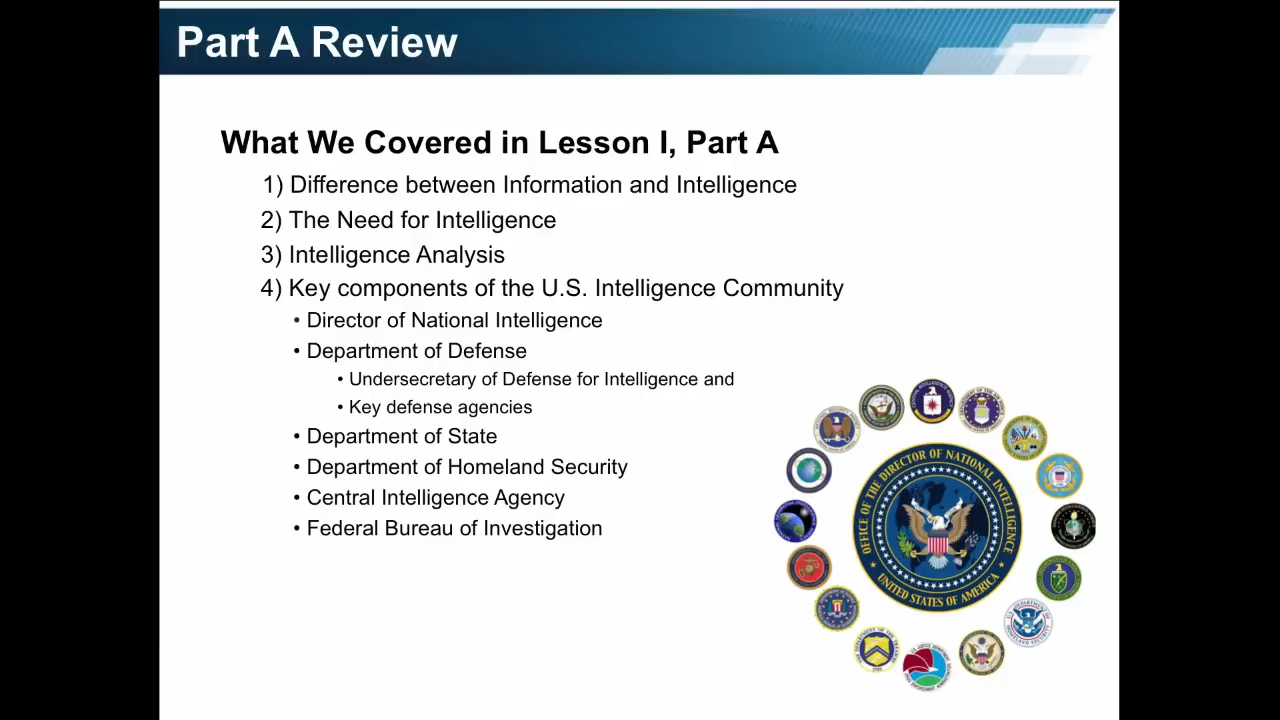 Part A Review
What We Covered in Lesson I, Part A
1) Difference between Information and Intelligence
2) The Need for Intelligence
3) Intelligence Analysis
4) Key components of the U.S. Intelligence Community
• Director of National Intelligence
• Department of Defense
• Undersecretary of Defense for Intelligence and
• Key defense agencies
• Department of State
• Department of Homeland Security
• Central Intelligence Agency
• Federal Bureau of Investigation
OFFICE OF THE DIRECTOR OF NATIONAL INTELLIGENCE
UNITED STATES OF AMERICA